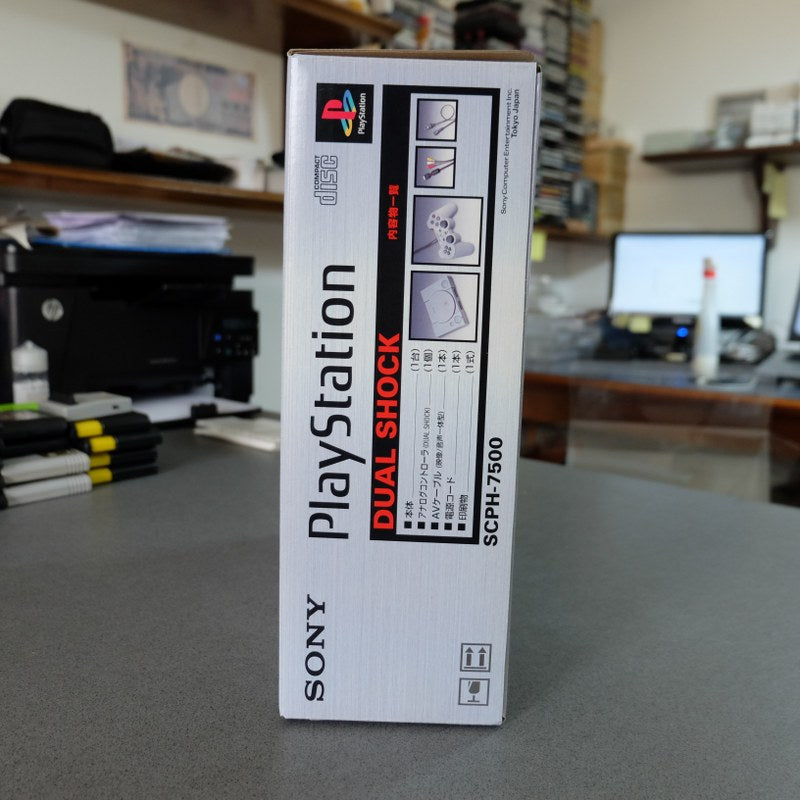 SONY
PlayStation
COMPACT
disc
PlayStation
DUAL SHOCK
内容物一覧
■本体 (1台)
■アナログコントローラ(DUAL SHOCK) (1個)
■AVケーブル(映像/音声一体型) (1本)
■電源コード (1本)
■印刷物 (1式)
SCPH-7500
Sony Computer Entertainment Inc.
Tokyo Japan
hp